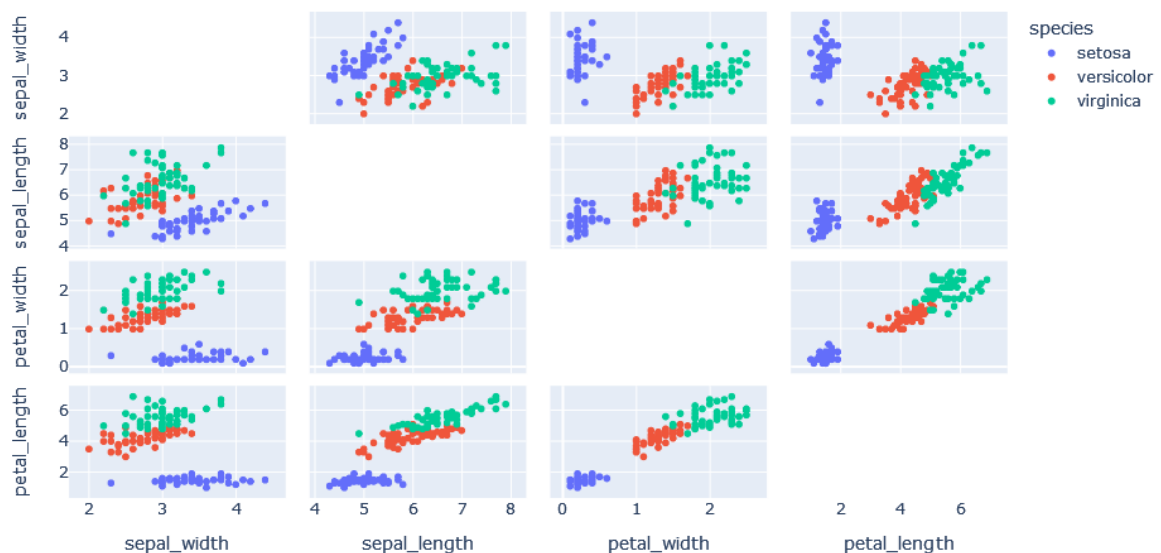 sepal_width
4
3
2
species
setosa
versicolor
virginica
sepal_length
8
7
6
5
4
petal_width
2
1
0
petal_length
6
4
2
2 3 4
4 5 6 7 8
0 1 2
2 4 6
sepal_width sepal_length petal_width petal_length